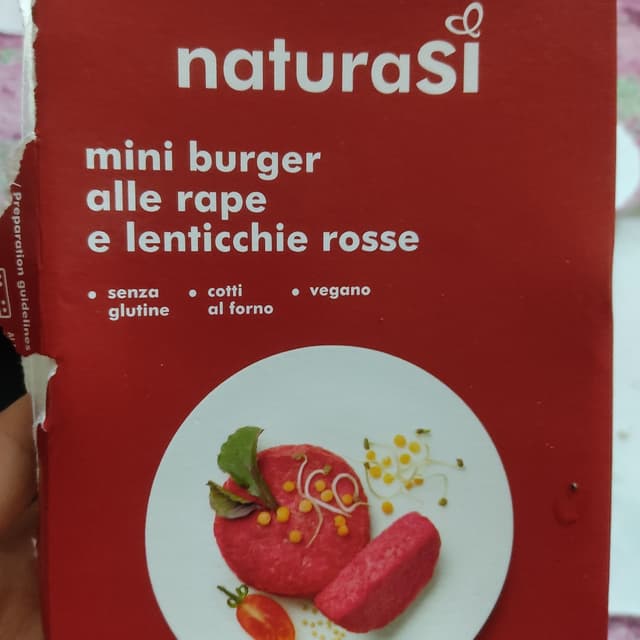 naturaSì
mini burger
alle rape
e lenticchie rosse
• senza
glutine
• cotti
al forno
• vegano
/ Preparation guidelines